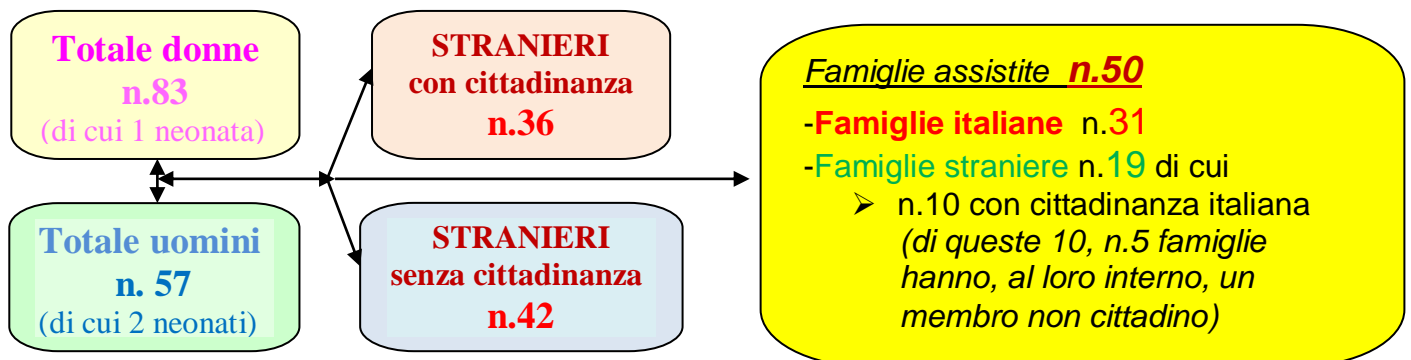 Totale donne
n.83
(di cui 1 neonata)
Totale uomini
n. 57
(di cui 2 neonati)
STRANIERI
con cittadinanza
n.36
STRANIERI
senza cittadinanza
n.42
Famiglie assistite n.50
-Famiglie italiane n.31
-Famiglie straniere n.19 di cui
➢ n.10 con cittadinanza italiana
(di queste 10, n.5 famiglie
hanno, al loro interno, un
membro non cittadino)